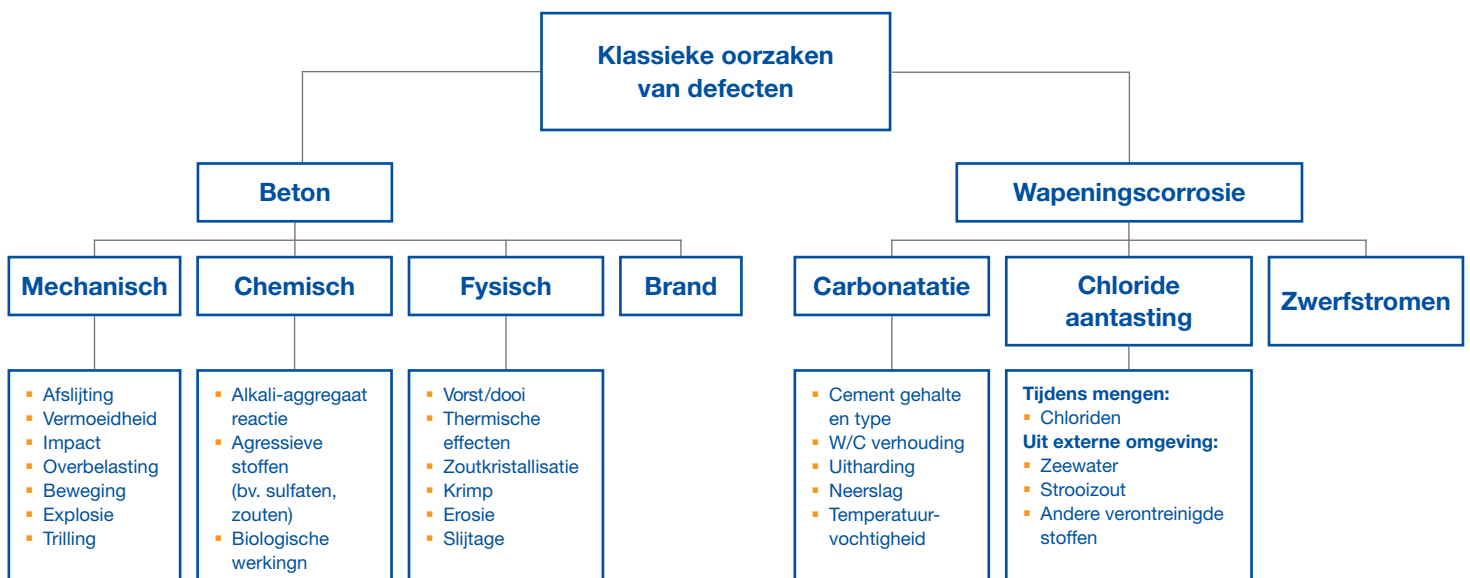 Klassieke oorzaken
van defecten
Beton
Wapeningscorrosie
Mechanisch
Chemisch
Fysisch
Brand
Carbonatatie
Chloride
aantasting
Zwerfstromen
Afslijting
Vermoeidheid
Impact
Overbelasting
Beweging
Explosie
Trilling
Alkali-aggregaat
reactie
Agressieve
stoffen
(bv. sulfaten,
zouten)
Biologische
werkingn
Vorst/dooi
Thermische
effecten
Zoutkristallisatie
Krimp
Erosie
Slijtage
Cement gehalte
en type
W/C verhouding
Uitharding
Neerslag
Temperatuur-
vochtigheid
Tijdens mengen:
Chloriden
Uit externe omgeving:
Zeewater
Strooizout
Andere verontreinigde
stoffen